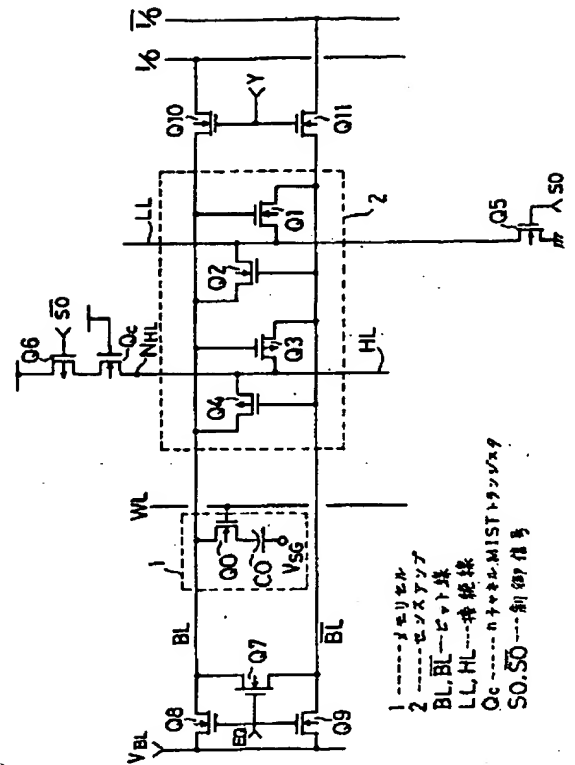 I/O
I/O
Q10
Y
Q11
LL
Q1
2
Q2
Q5
SO
Q6
SO
Qc
NHL
Q3
HL
Q4
WL
1
Q0
C0
VSG
BL
BL
Q7
Q8
EQ
Q9
VBL
1-----メモリセル
2-----センスアンプ
BL, BL---ビット線
LL, HL---接続線
Qc-----nチャネルMISTトランジスタ
SO, SO---制御信号